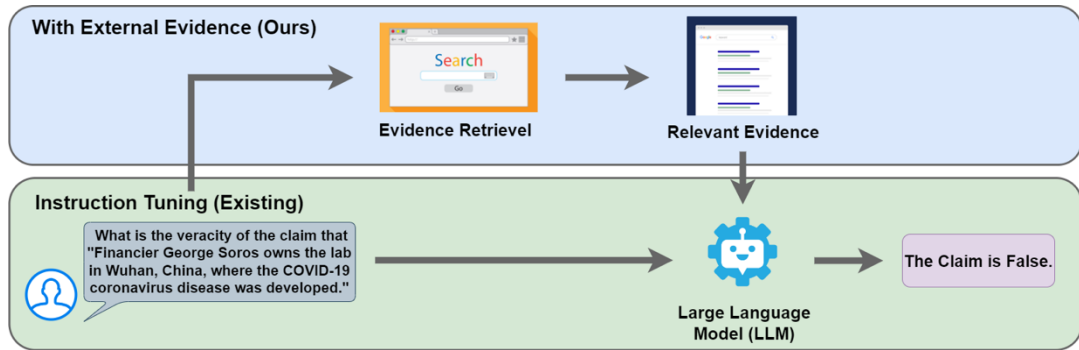 With External Evidence (Ours)
Search
Go
Evidence Retrievel
Relevant Evidence
Instruction Tuning (Existing)
What is the veracity of the claim that
"Financier George Soros owns the lab
in Wuhan, China, where the COVID-19
coronavirus disease was developed."
Large Language
Model (LLM)
The Claim is False.